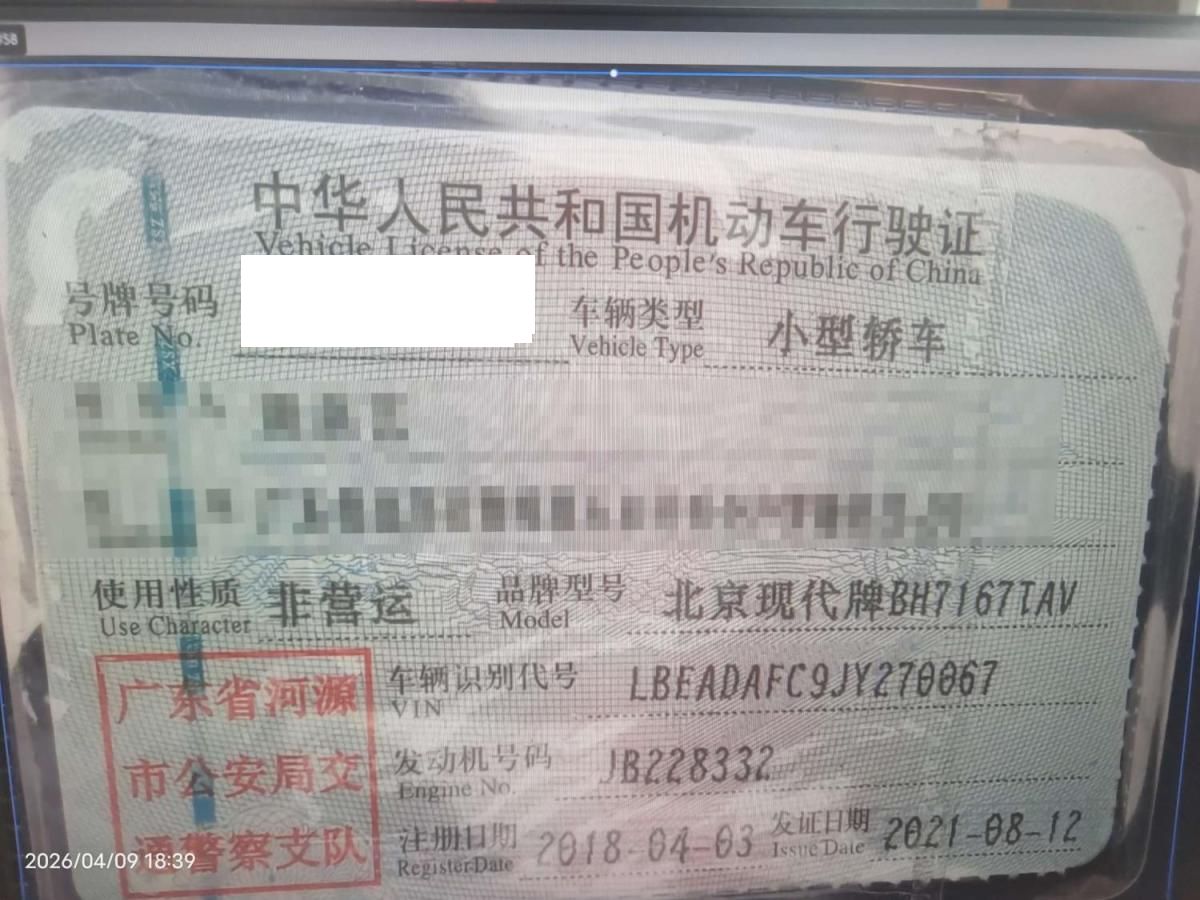 58
中华人民共和国机动车行驶证
Vehicle License of the People's Republic of China
号牌号码 车辆类型 小型轿车
Plate No. Vehicle Type
使用性质 非营运 品牌型号 北京现代牌BH7167TAV
Use Character Model
车辆识别代号 LBEADAFC9JY270067
VIN
发动机号码 JB228332
Engine No.
注册日期 2018-04-03 发证日期 2021-08-12
RegisterDate Issue Date
广东省河源
市公安局交
通警察支队
2026/04/09 18:39